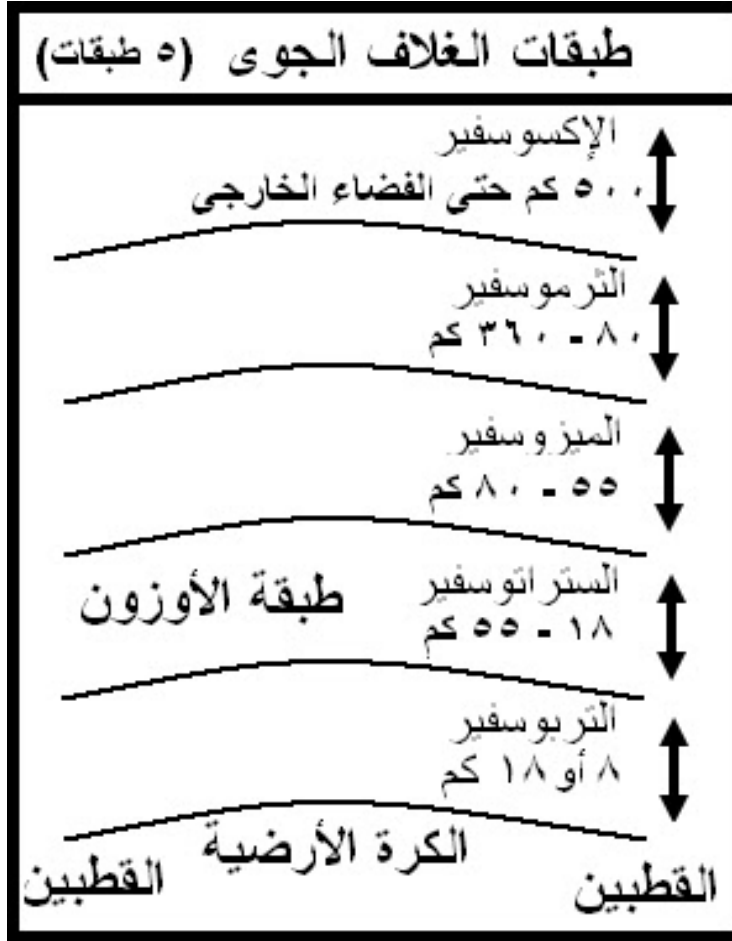 طبقات الغلاف الجوى (٥ طبقات)
الإكسوسفير
٥٠٠ كم حتى الفضاء الخارجى
الثرموسفير
٨٠ - ٣٦٠ كم
الميزوسفير
٥٥ - ٨٠ كم
الستراتوسفير
١٨ - ٥٥ كم
طبقة الأوزون
التربوسفير
٨ أو ١٨ كم
الكرة الأرضية
القطبين
القطبين